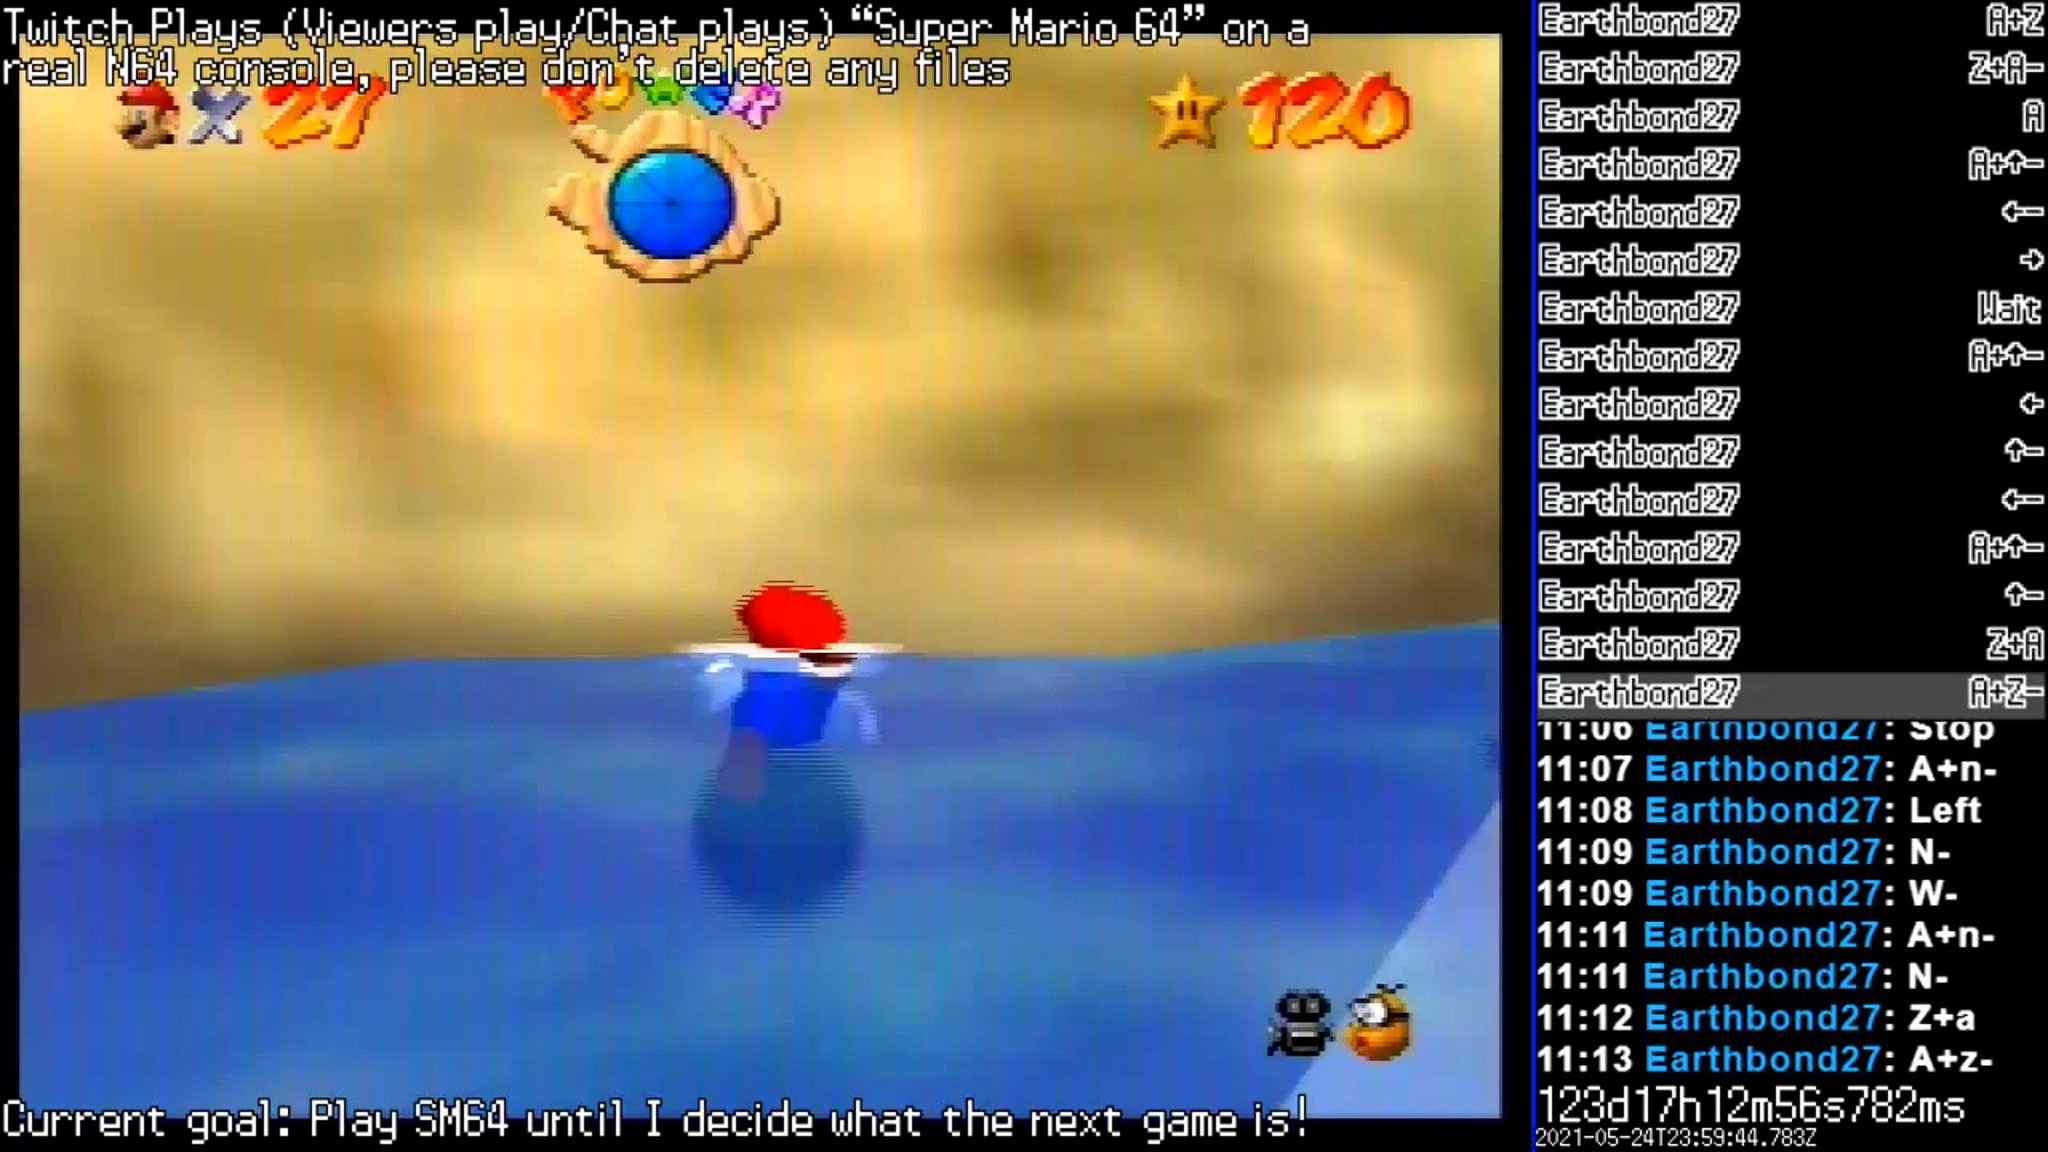 Twitch Plays (Viewers play/Chat plays) “Super Mario 64” on a
real N64 console, please don't delete any files
27
POWER
120
Current goal: Play SM64 until I decide what the next game is!
Earthbond27 A+Z
Earthbond27 Z+A-
Earthbond27 A
Earthbond27 A+↑-
Earthbond27 ←-
Earthbond27 →
Earthbond27 Wait
Earthbond27 A+↑-
Earthbond27 ←
Earthbond27 ↑-
Earthbond27 ←-
Earthbond27 A+↑-
Earthbond27 ↑-
Earthbond27 Z+A
Earthbond27 A+Z-
11:06 Earthbond27: Stop
11:07 Earthbond27: A+n-
11:08 Earthbond27: Left
11:09 Earthbond27: N-
11:09 Earthbond27: W-
11:11 Earthbond27: A+n-
11:11 Earthbond27: N-
11:12 Earthbond27: Z+a
11:13 Earthbond27: A+z-
123d17h12m56s782ms
2021-05-24T23:59:44.783Z